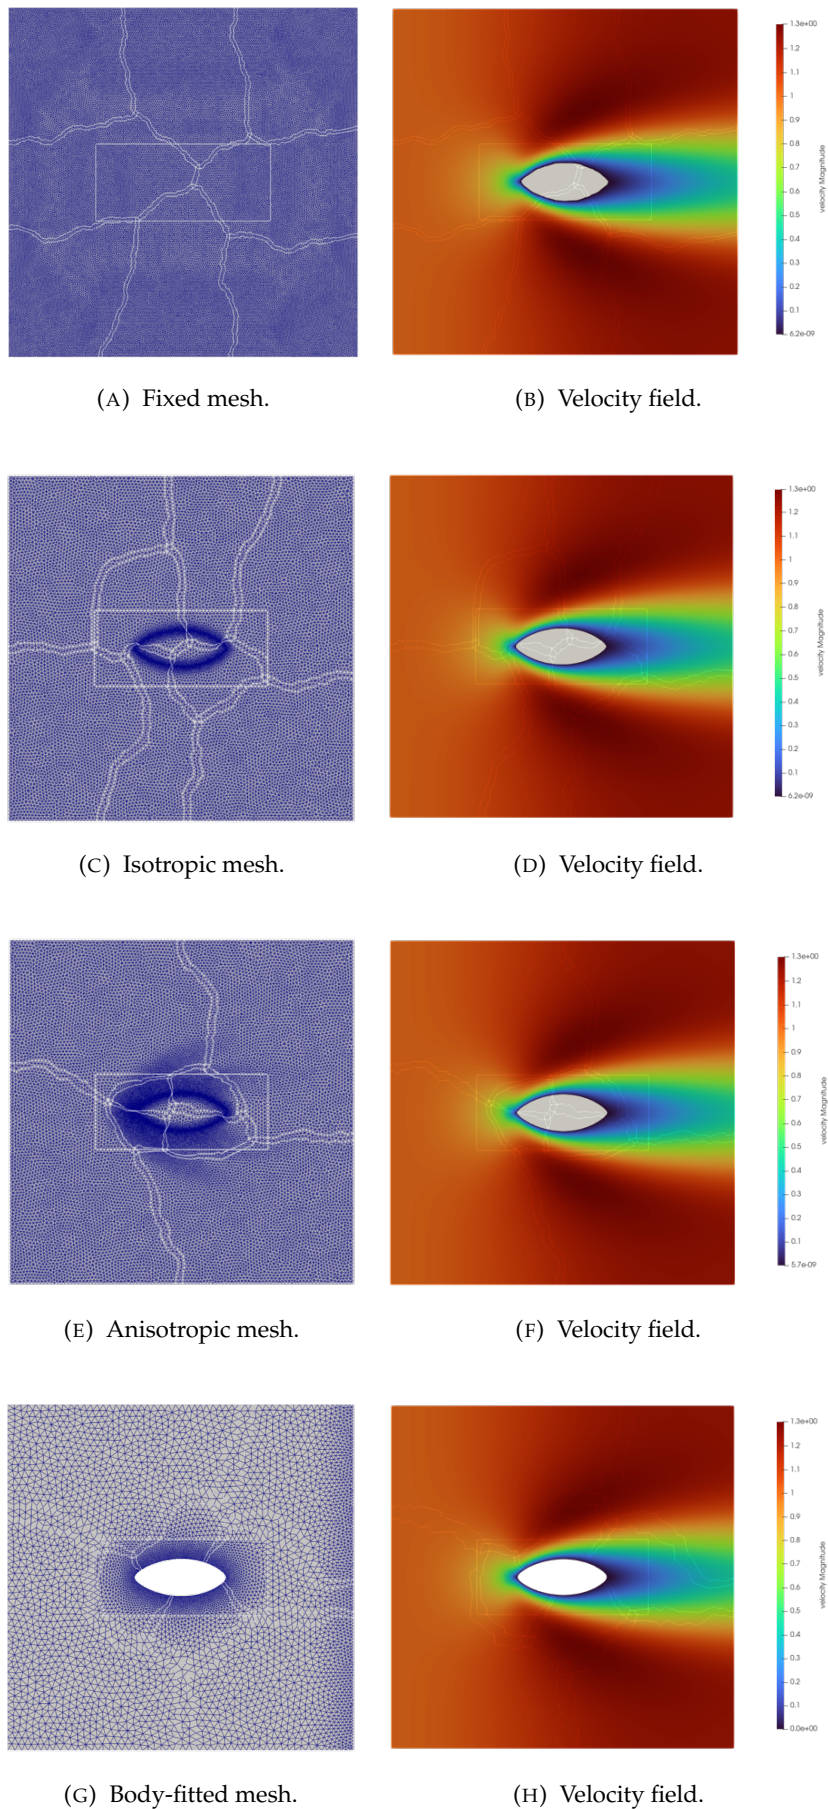 1.3e+00
1.2
1.1
1
0.9
0.8
0.7
0.6
0.5
0.4
0.3
0.2
0.1
6.2e-09
velocity Magnitude
(A) Fixed mesh.
(B) Velocity field.
1.3e+00
1.2
1.1
1
0.9
0.8
0.7
0.6
0.5
0.4
0.3
0.2
0.1
6.2e-09
velocity Magnitude
(C) Isotropic mesh.
(D) Velocity field.
1.3e+00
1.2
1.1
1
0.9
0.8
0.7
0.6
0.5
0.4
0.3
0.2
0.1
5.7e-09
velocity Magnitude
(E) Anisotropic mesh.
(F) Velocity field.
1.3e+00
1.2
1.1
1
0.9
0.8
0.7
0.6
0.5
0.4
0.3
0.2
0.1
0.0e+00
velocity Magnitude
(G) Body-fitted mesh.
(H) Velocity field.